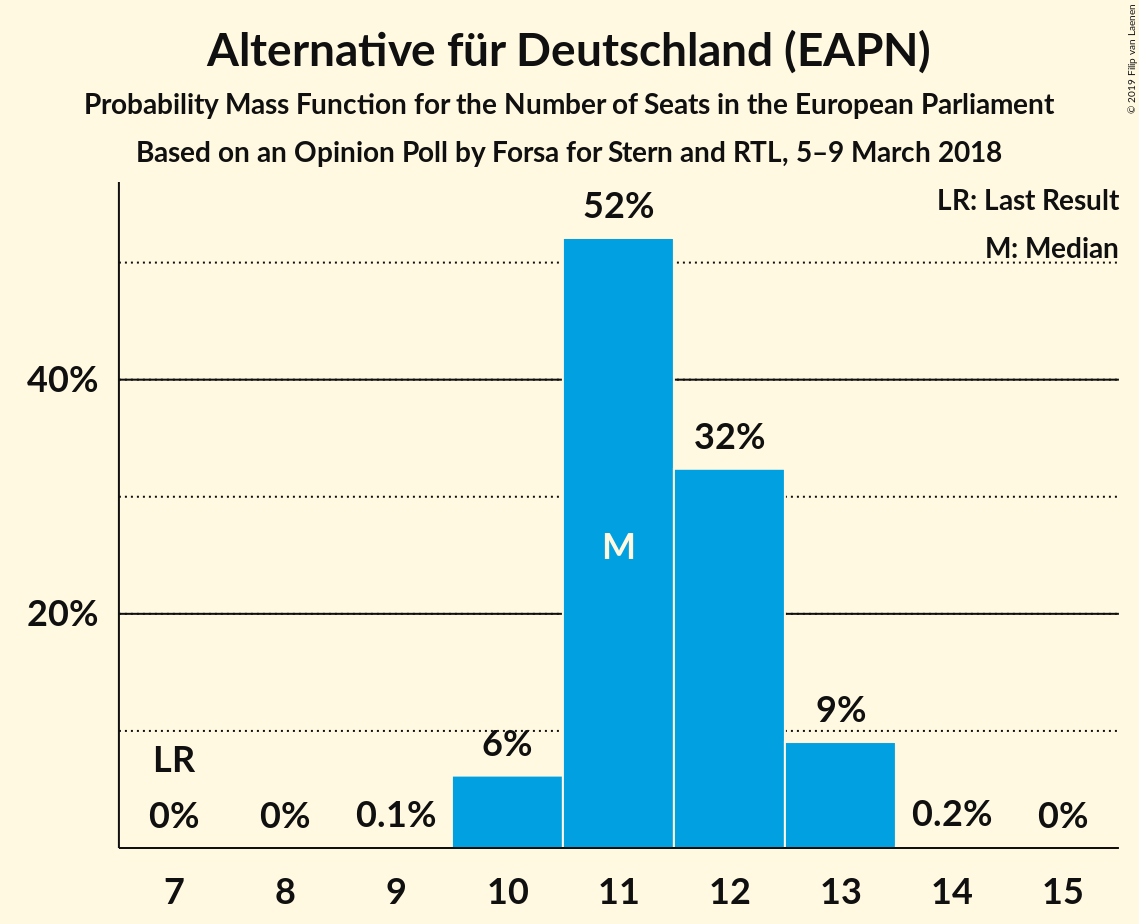 Alternative für Deutschland (EAPN)
Probability Mass Function for the Number of Seats in the European Parliament
Based on an Opinion Poll by Forsa for Stern and RTL, 5–9 March 2018
© 2019 Filip van Laenen
LR: Last Result
M: Median
52%
40%
32%
M
20%
9%
6%
LR
0%
0%
0.1%
0.2%
0%
7 8 9 10 11 12 13 14 15